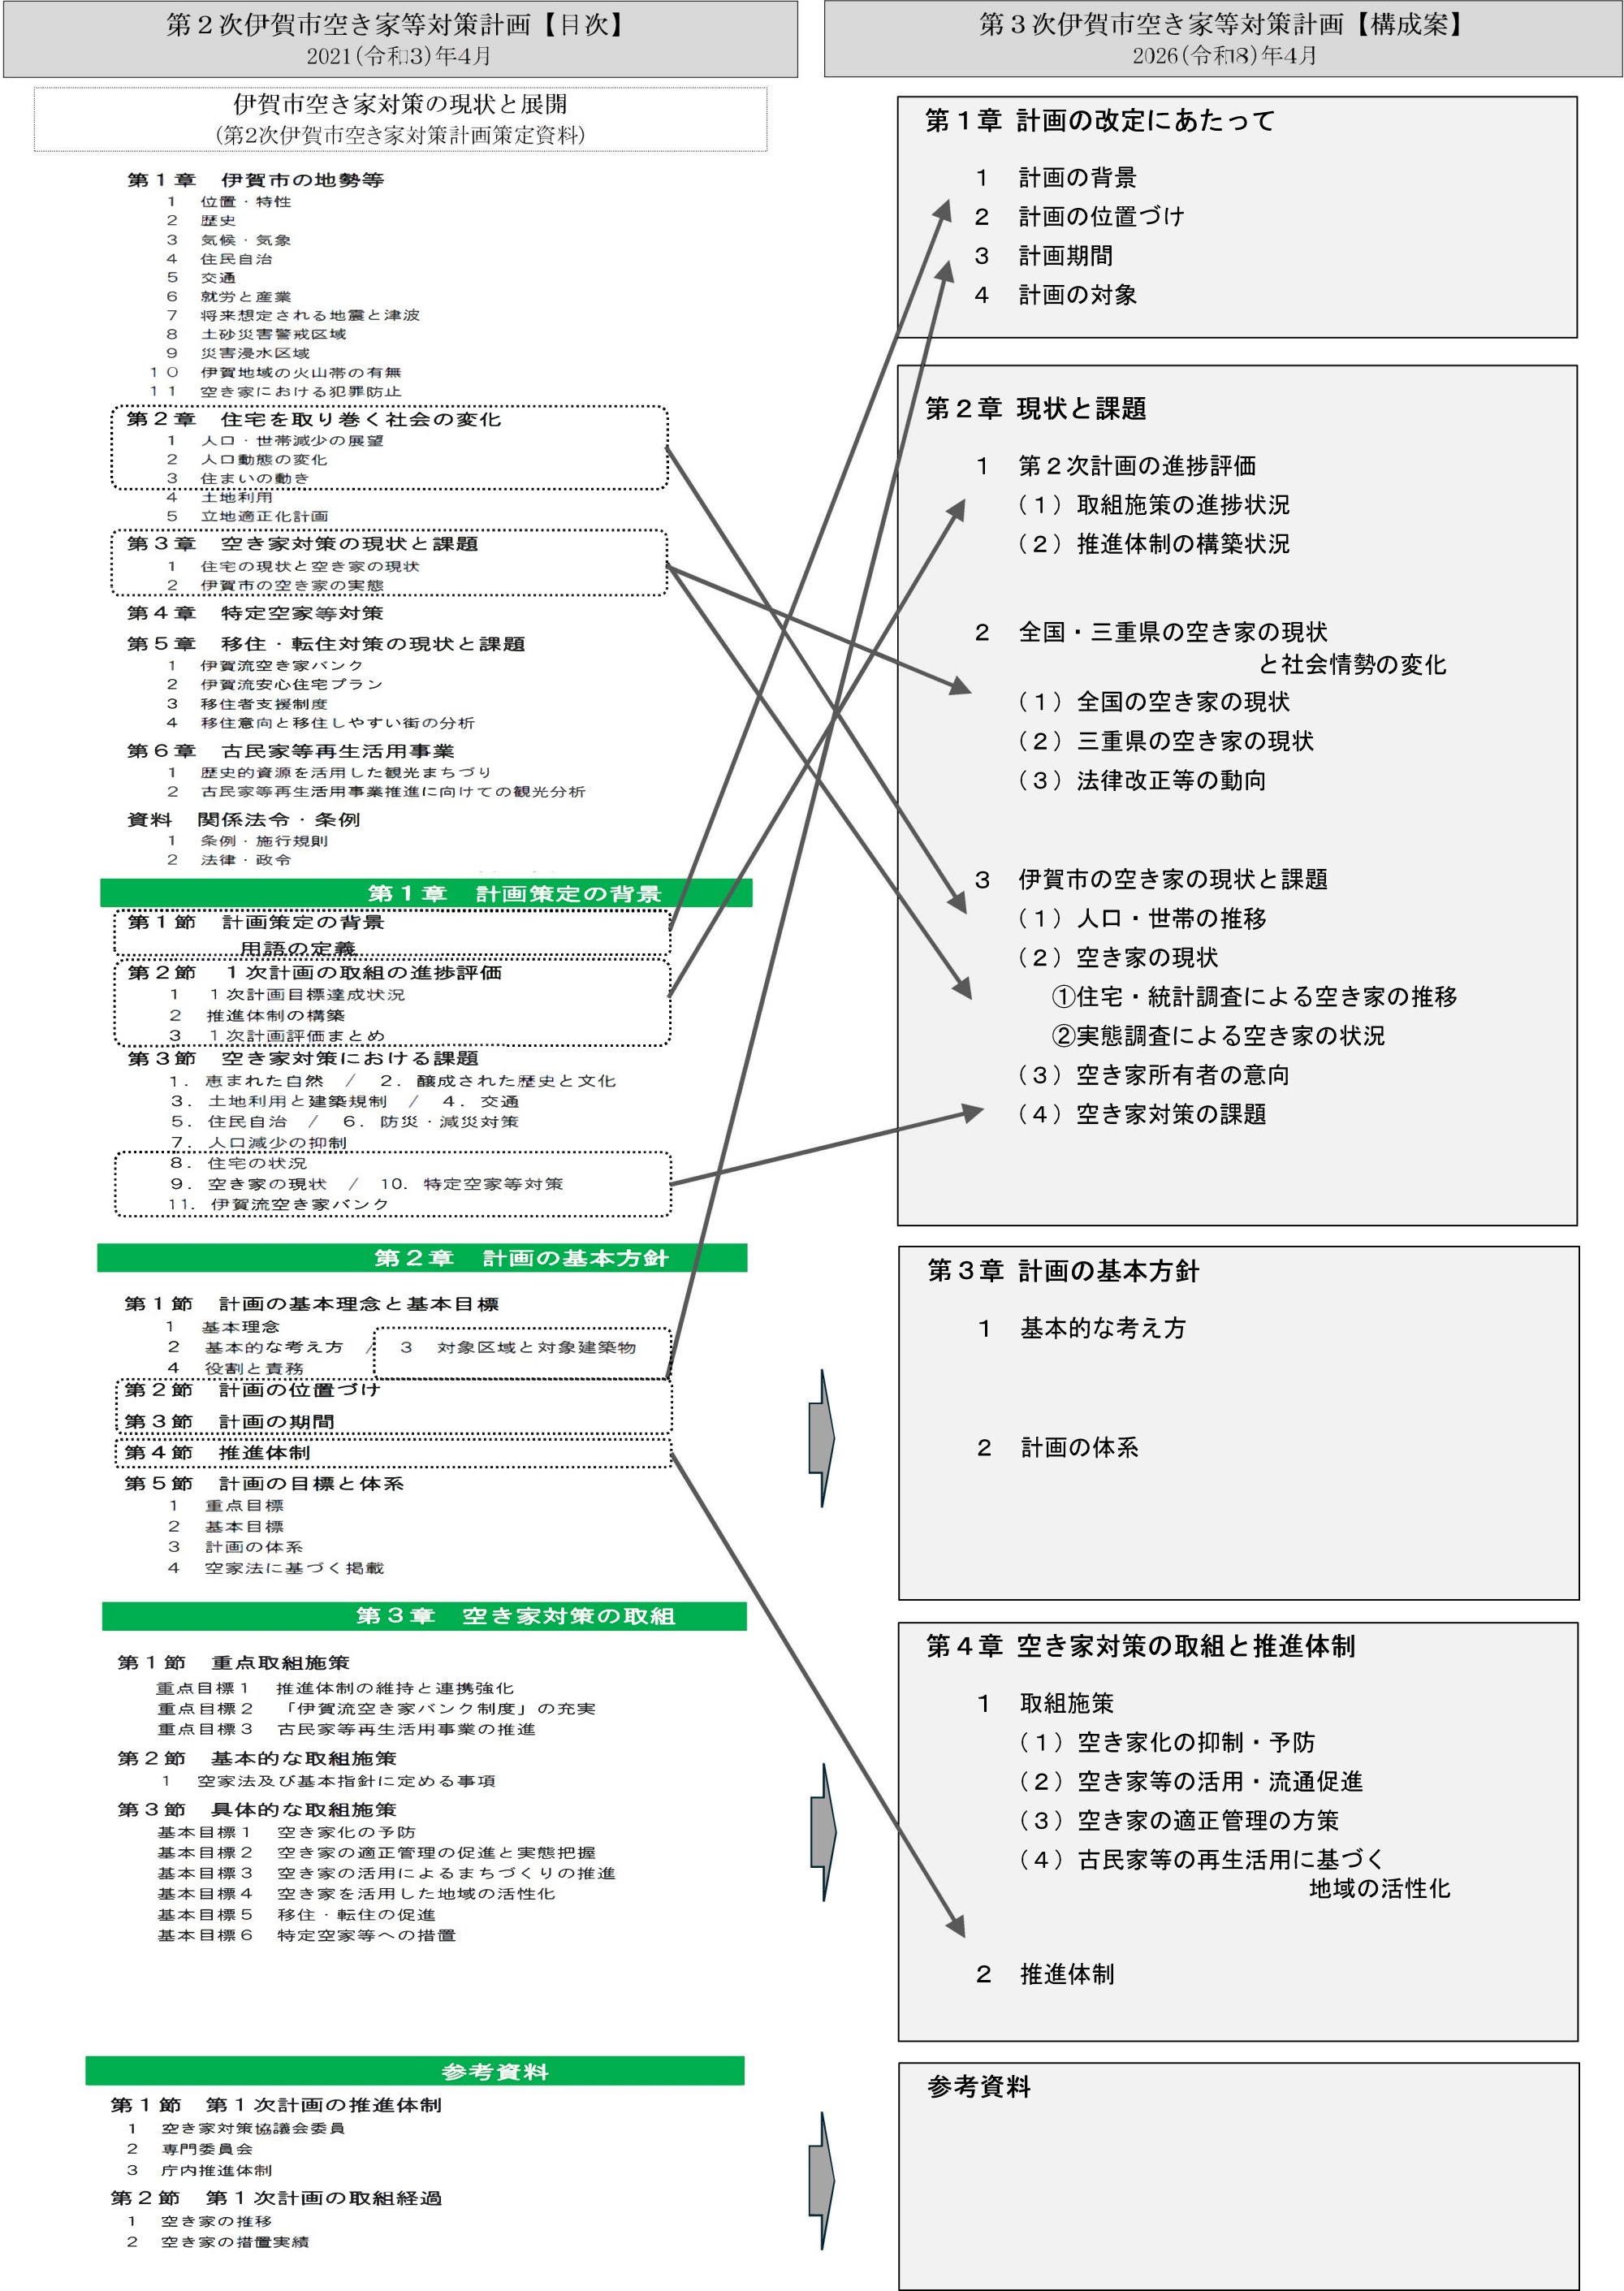 第２次伊賀市空き家等対策計画【目次】
2021(令和3)年4月
伊賀市空き家対策の現状と展開
(第2次伊賀市空き家対策計画策定資料)
第１章　伊賀市の地勢等
1　位置・特性
2　歴史
3　気候・気象
4　住民自治
5　交通
6　就労と産業
7　将来想定される地震と津波
8　土砂災害警戒区域
9　災害浸水区域
10　伊賀地域の火山帯の有無
11　空き家における犯罪防止
第２章　住宅を取り巻く社会の変化
1　人口・世帯減少の展望
2　人口動態の変化
3　住まいの動き
4　土地利用
5　立地適正化計画
第３章　空き家対策の現状と課題
1　住宅の現状と空き家の現状
2　伊賀市の空き家の実態
第４章　特定空家等対策
第５章　移住・転住対策の現状と課題
1　伊賀流空き家バンク
2　伊賀流安心住宅プラン
3　移住者支援制度
4　移住意向と移住しやすい街の分析
第６章　古民家等再生活用事業
1　歴史的資源を活用した観光まちづくり
2　古民家等再生活用事業推進に向けての観光分析
資料　関係法令・条例
1　条例・施行規則
2　法律・政令
第１章　計画策定の背景
第１節　計画策定の背景
用語の定義
第２節　１次計画の取組の進捗評価
1　１次計画目標達成状況
2　推進体制の構築
3　１次計画評価まとめ
第３節　空き家対策における課題
1．恵まれた自然　/　2．醸成された歴史と文化
3．土地利用と建築規制　/　4．交通
5．住民自治　/　6．防災・減災対策
7．人口減少の抑制
8．住宅の状況
9．空き家の現状　/　10．特定空家等対策
11．伊賀流空き家バンク
第２章　計画の基本方針
第１節　計画の基本理念と基本目標
1　基本理念
2　基本的な考え方　/　3　対象区域と対象建築物
4　役割と責務
第２節　計画の位置づけ
第３節　計画の期間
第４節　推進体制
第５節　計画の目標と体系
1　重点目標
2　基本目標
3　計画の体系
4　空家法に基づく掲載
第３章　空き家対策の取組
第１節　重点取組施策
重点目標１　推進体制の維持と連携強化
重点目標２　「伊賀流空き家バンク制度」の充実
重点目標３　古民家等再生活用事業の推進
第２節　基本的な取組施策
1　空家法及び基本指針に定める事項
第３節　具体的な取組施策
基本目標１　空き家化の予防
基本目標２　空き家の適正管理の促進と実態把握
基本目標３　空き家の活用によるまちづくりの推進
基本目標４　空き家を活用した地域の活性化
基本目標５　移住・転住の促進
基本目標６　特定空家等への措置
参考資料
第１節　第１次計画の推進体制
1　空き家対策協議会委員
2　専門委員会
3　庁内推進体制
第２節　第１次計画の取組経過
1　空き家の推移
2　空き家の措置実績
第３次伊賀市空き家等対策計画【構成案】
2026(令和8)年4月
第１章 計画の改定にあたって
1　計画の背景
2　計画の位置づけ
3　計画期間
4　計画の対象
第２章 現状と課題
1　第２次計画の進捗評価
（1）取組施策の進捗状況
（2）推進体制の構築状況
2　全国・三重県の空き家の現状
と社会情勢の変化
（1）全国の空き家の現状
（2）三重県の空き家の現状
（3）法律改正等の動向
3　伊賀市の空き家の現状と課題
（1）人口・世帯の推移
（2）空き家の現状
①住宅・統計調査による空き家の推移
②実態調査による空き家の状況
（3）空き家所有者の意向
（4）空き家対策の課題
第３章 計画の基本方針
1　基本的な考え方
2　計画の体系
第４章 空き家対策の取組と推進体制
1　取組施策
（1）空き家化の抑制・予防
（2）空き家等の活用・流通促進
（3）空き家の適正管理の方策
（4）古民家等の再生活用に基づく
地域の活性化
2　推進体制
参考資料